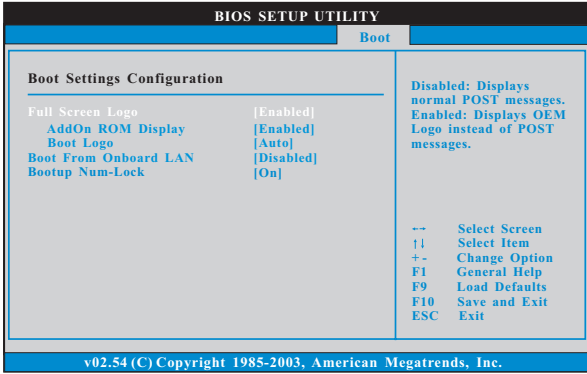 BIOS SETUP UTILITY
Boot
Boot Settings Configuration
Full Screen Logo [Enabled]
AddOn ROM Display [Enabled]
Boot Logo [Auto]
Boot From Onboard LAN [Disabled]
Bootup Num-Lock [On]
Disabled: Displays
normal POST messages.
Enabled: Displays OEM
Logo instead of POST
messages.
←→ Select Screen
↑↓ Select Item
+ - Change Option
F1 General Help
F9 Load Defaults
F10 Save and Exit
ESC Exit
v02.54 (C) Copyright 1985-2003, American Megatrends, Inc.